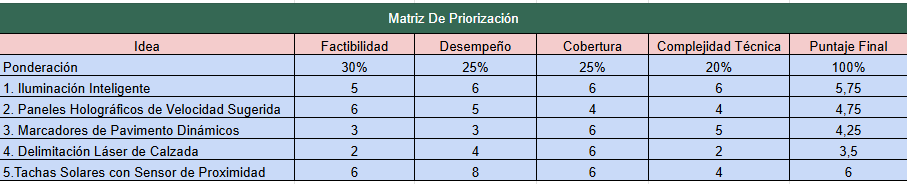 Matriz De Priorización
Idea Factibilidad Desempeño Cobertura Complejidad Técnica Puntaje Final
Ponderación 30% 25% 25% 20% 100%
1. Iluminación Inteligente 5 6 6 6 5,75
2. Paneles Holográficos de Velocidad Sugerida 6 5 4 4 4,75
3. Marcadores de Pavimento Dinámicos 3 3 6 5 4,25
4. Delimitación Láser de Calzada 2 4 6 2 3,5
5.Tachas Solares con Sensor de Proximidad 6 8 6 4 6